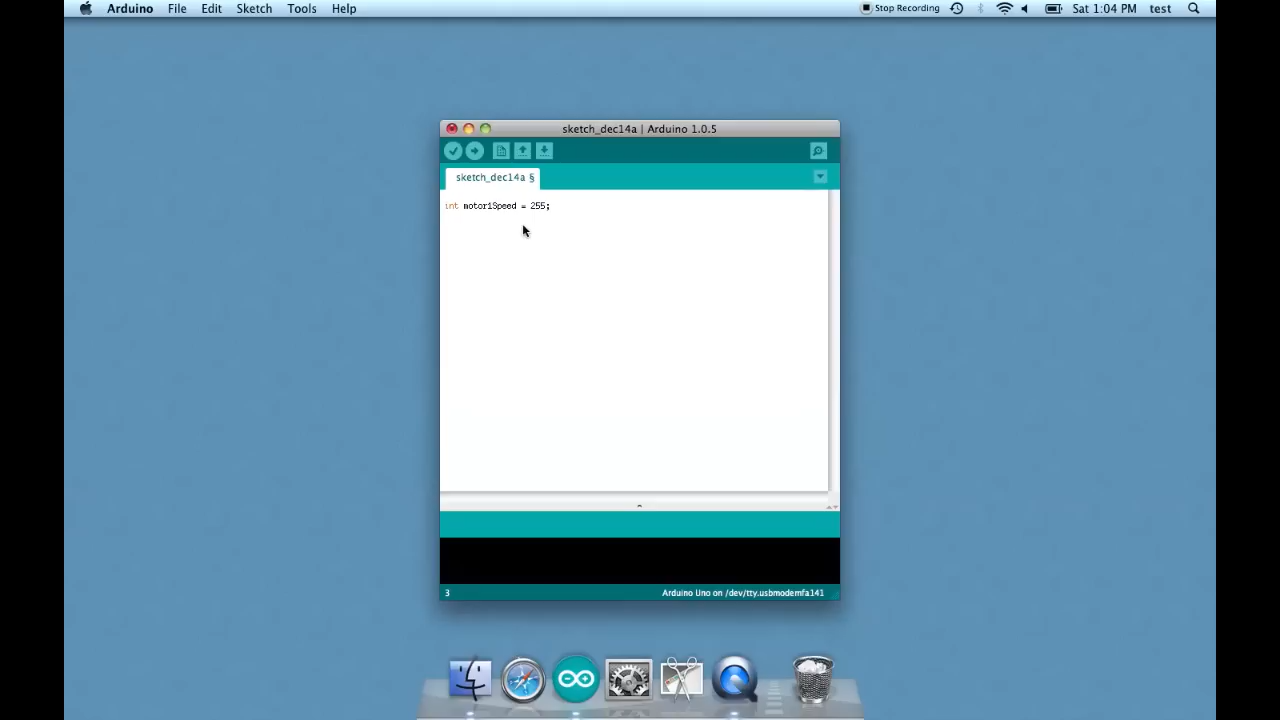 Arduino File Edit Sketch Tools Help Stop Recording Sat 1:04 PM test
sketch_dec14a | Arduino 1.0.5
sketch_dec14a §
int motor1Speed = 255;
3 Arduino Uno on /dev/tty.usbmodemfa141